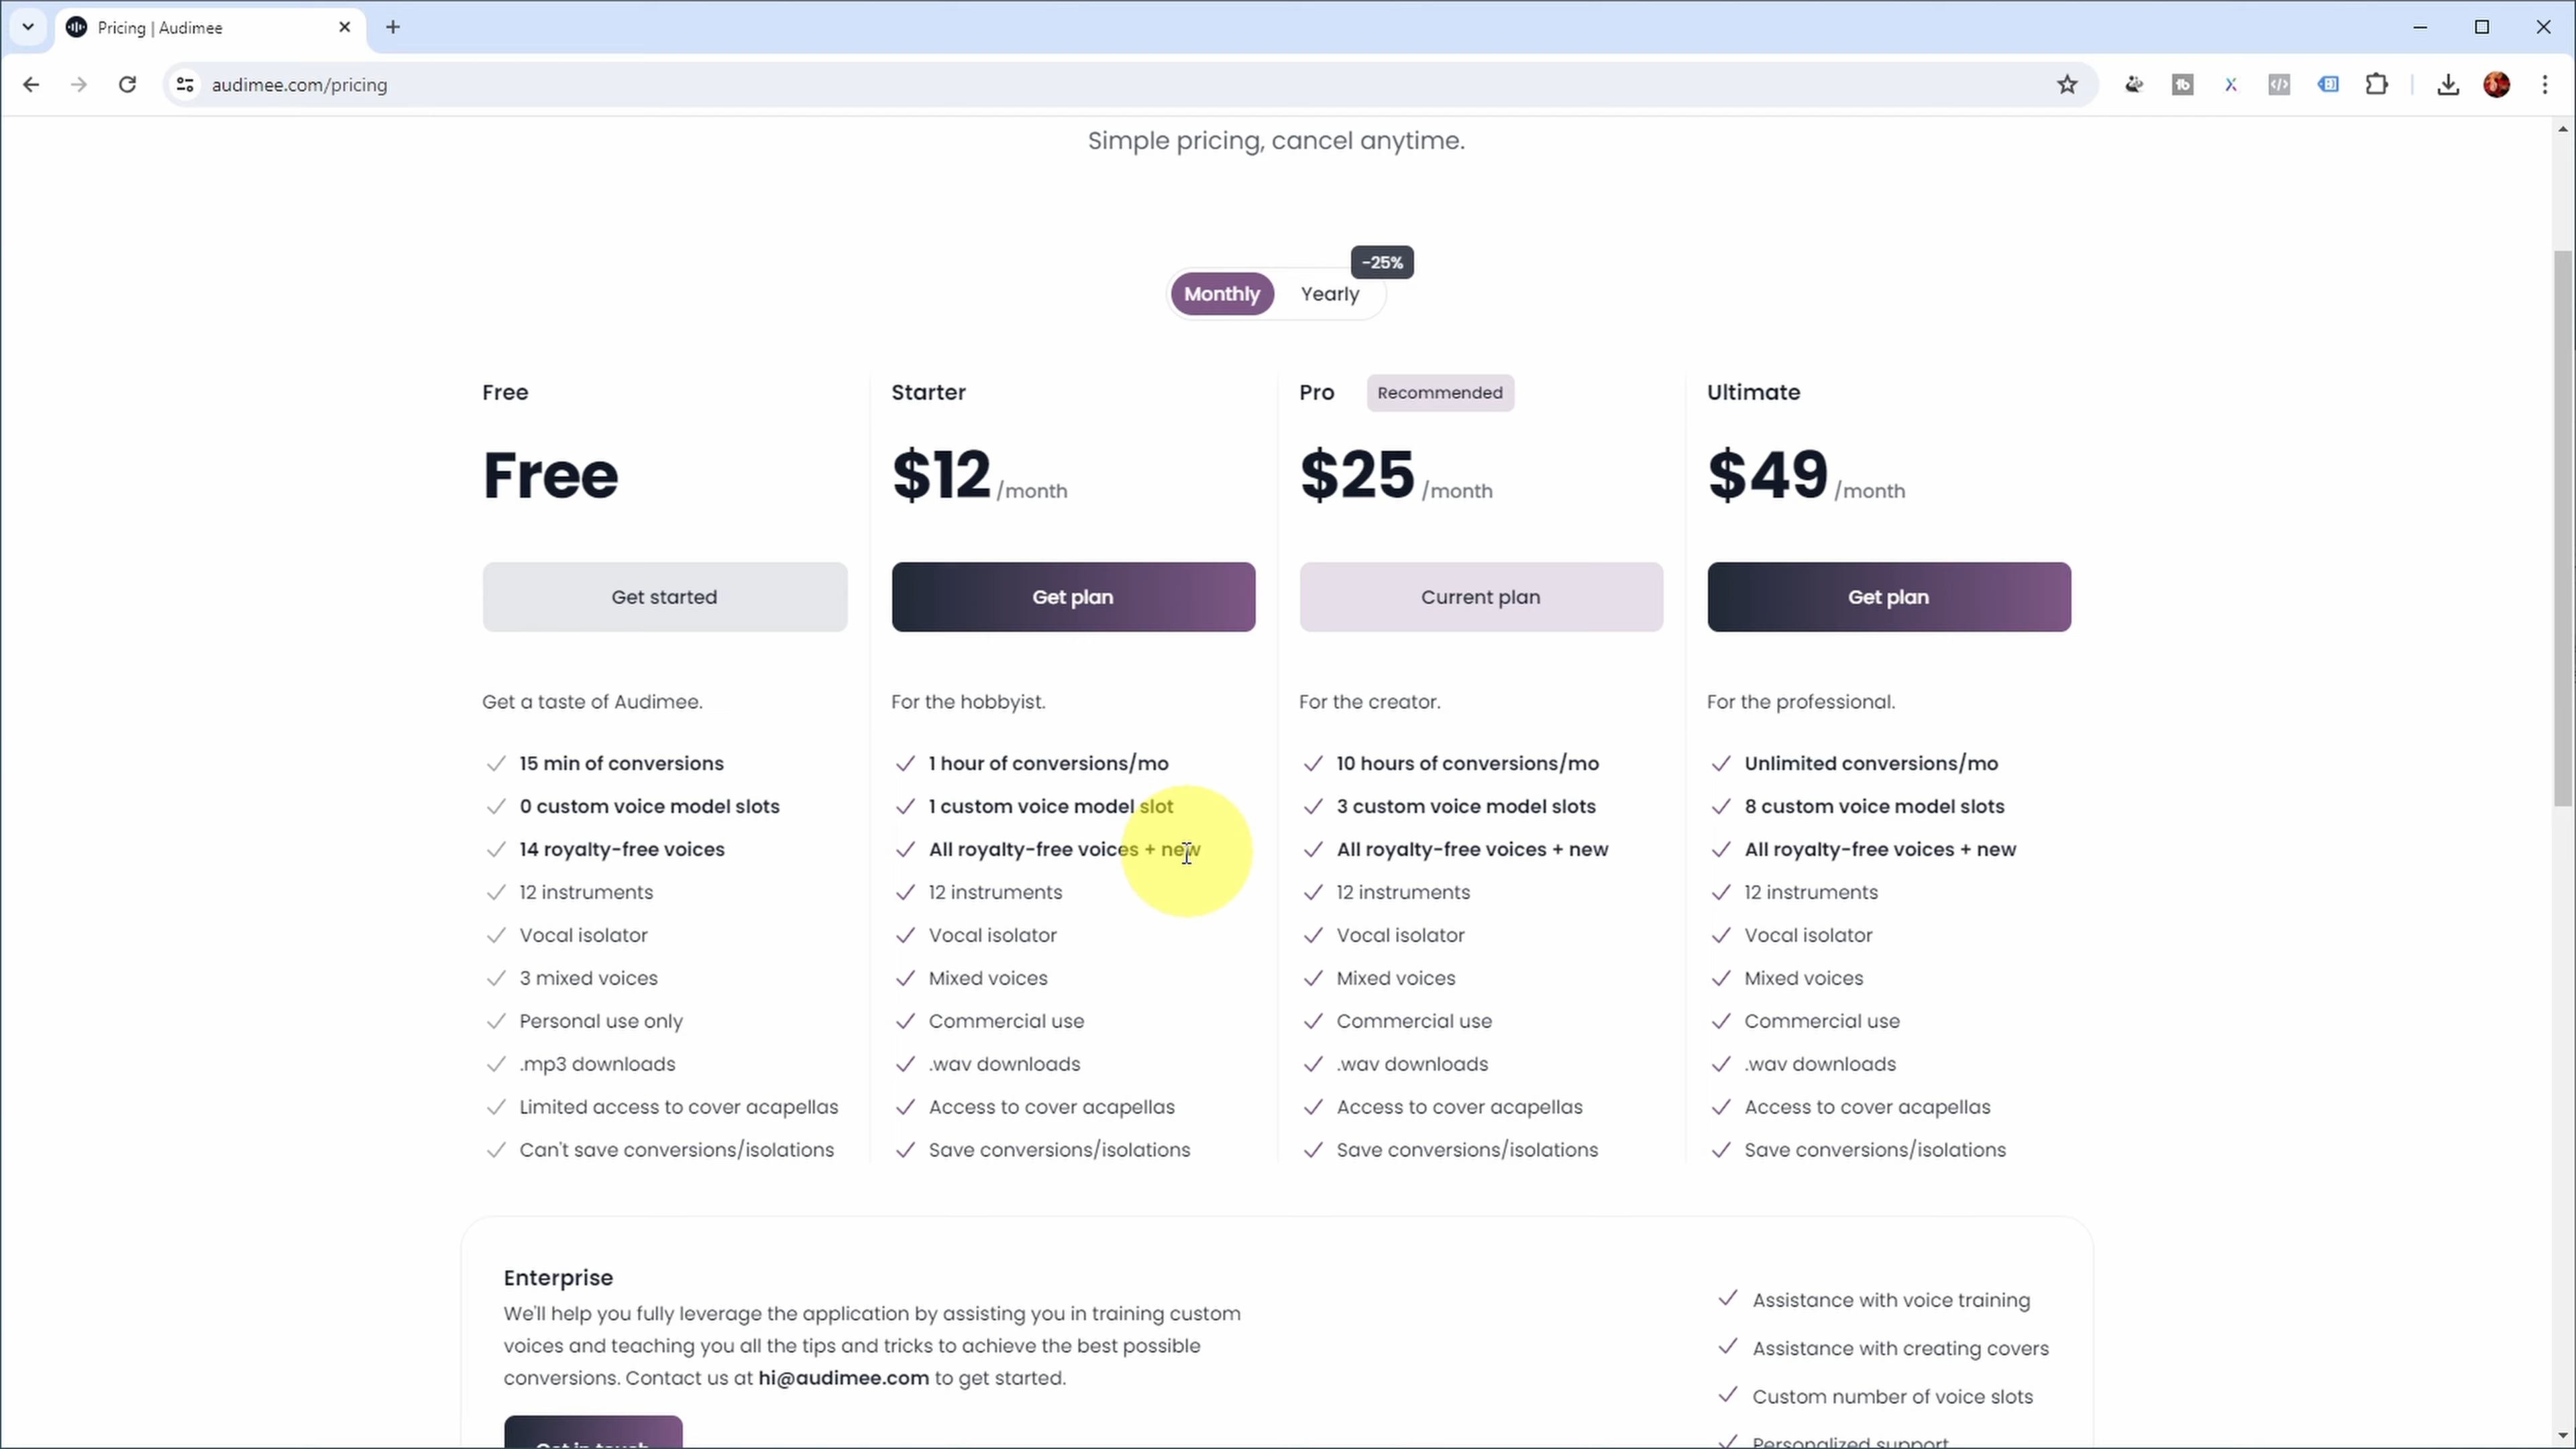 Pricing | Audimee
audimee.com/pricing
Simple pricing, cancel anytime.
-25%
Monthly
Yearly
Free
Free
Get started
Get a taste of Audimee.
15 min of conversions
0 custom voice model slots
14 royalty-free voices
12 instruments
Vocal isolator
3 mixed voices
Personal use only
.mp3 downloads
Limited access to cover acapellas
Can't save conversions/isolations
Starter
$12 /month
Get plan
For the hobbyist.
1 hour of conversions/mo
1 custom voice model slot
All royalty-free voices + new
12 instruments
Vocal isolator
Mixed voices
Commercial use
.wav downloads
Access to cover acapellas
Save conversions/isolations
Pro
Recommended
$25 /month
Current plan
For the creator.
10 hours of conversions/mo
3 custom voice model slots
All royalty-free voices + new
12 instruments
Vocal isolator
Mixed voices
Commercial use
.wav downloads
Access to cover acapellas
Save conversions/isolations
Ultimate
$49 /month
Get plan
For the professional.
Unlimited conversions/mo
8 custom voice model slots
All royalty-free voices + new
12 instruments
Vocal isolator
Mixed voices
Commercial use
.wav downloads
Access to cover acapellas
Save conversions/isolations
Enterprise
We'll help you fully leverage the application by assisting you in training custom
voices and teaching you all the tips and tricks to achieve the best possible
conversions. Contact us at hi@audimee.com to get started.
Get in touch
Assistance with voice training
Assistance with creating covers
Custom number of voice slots
Personalized support